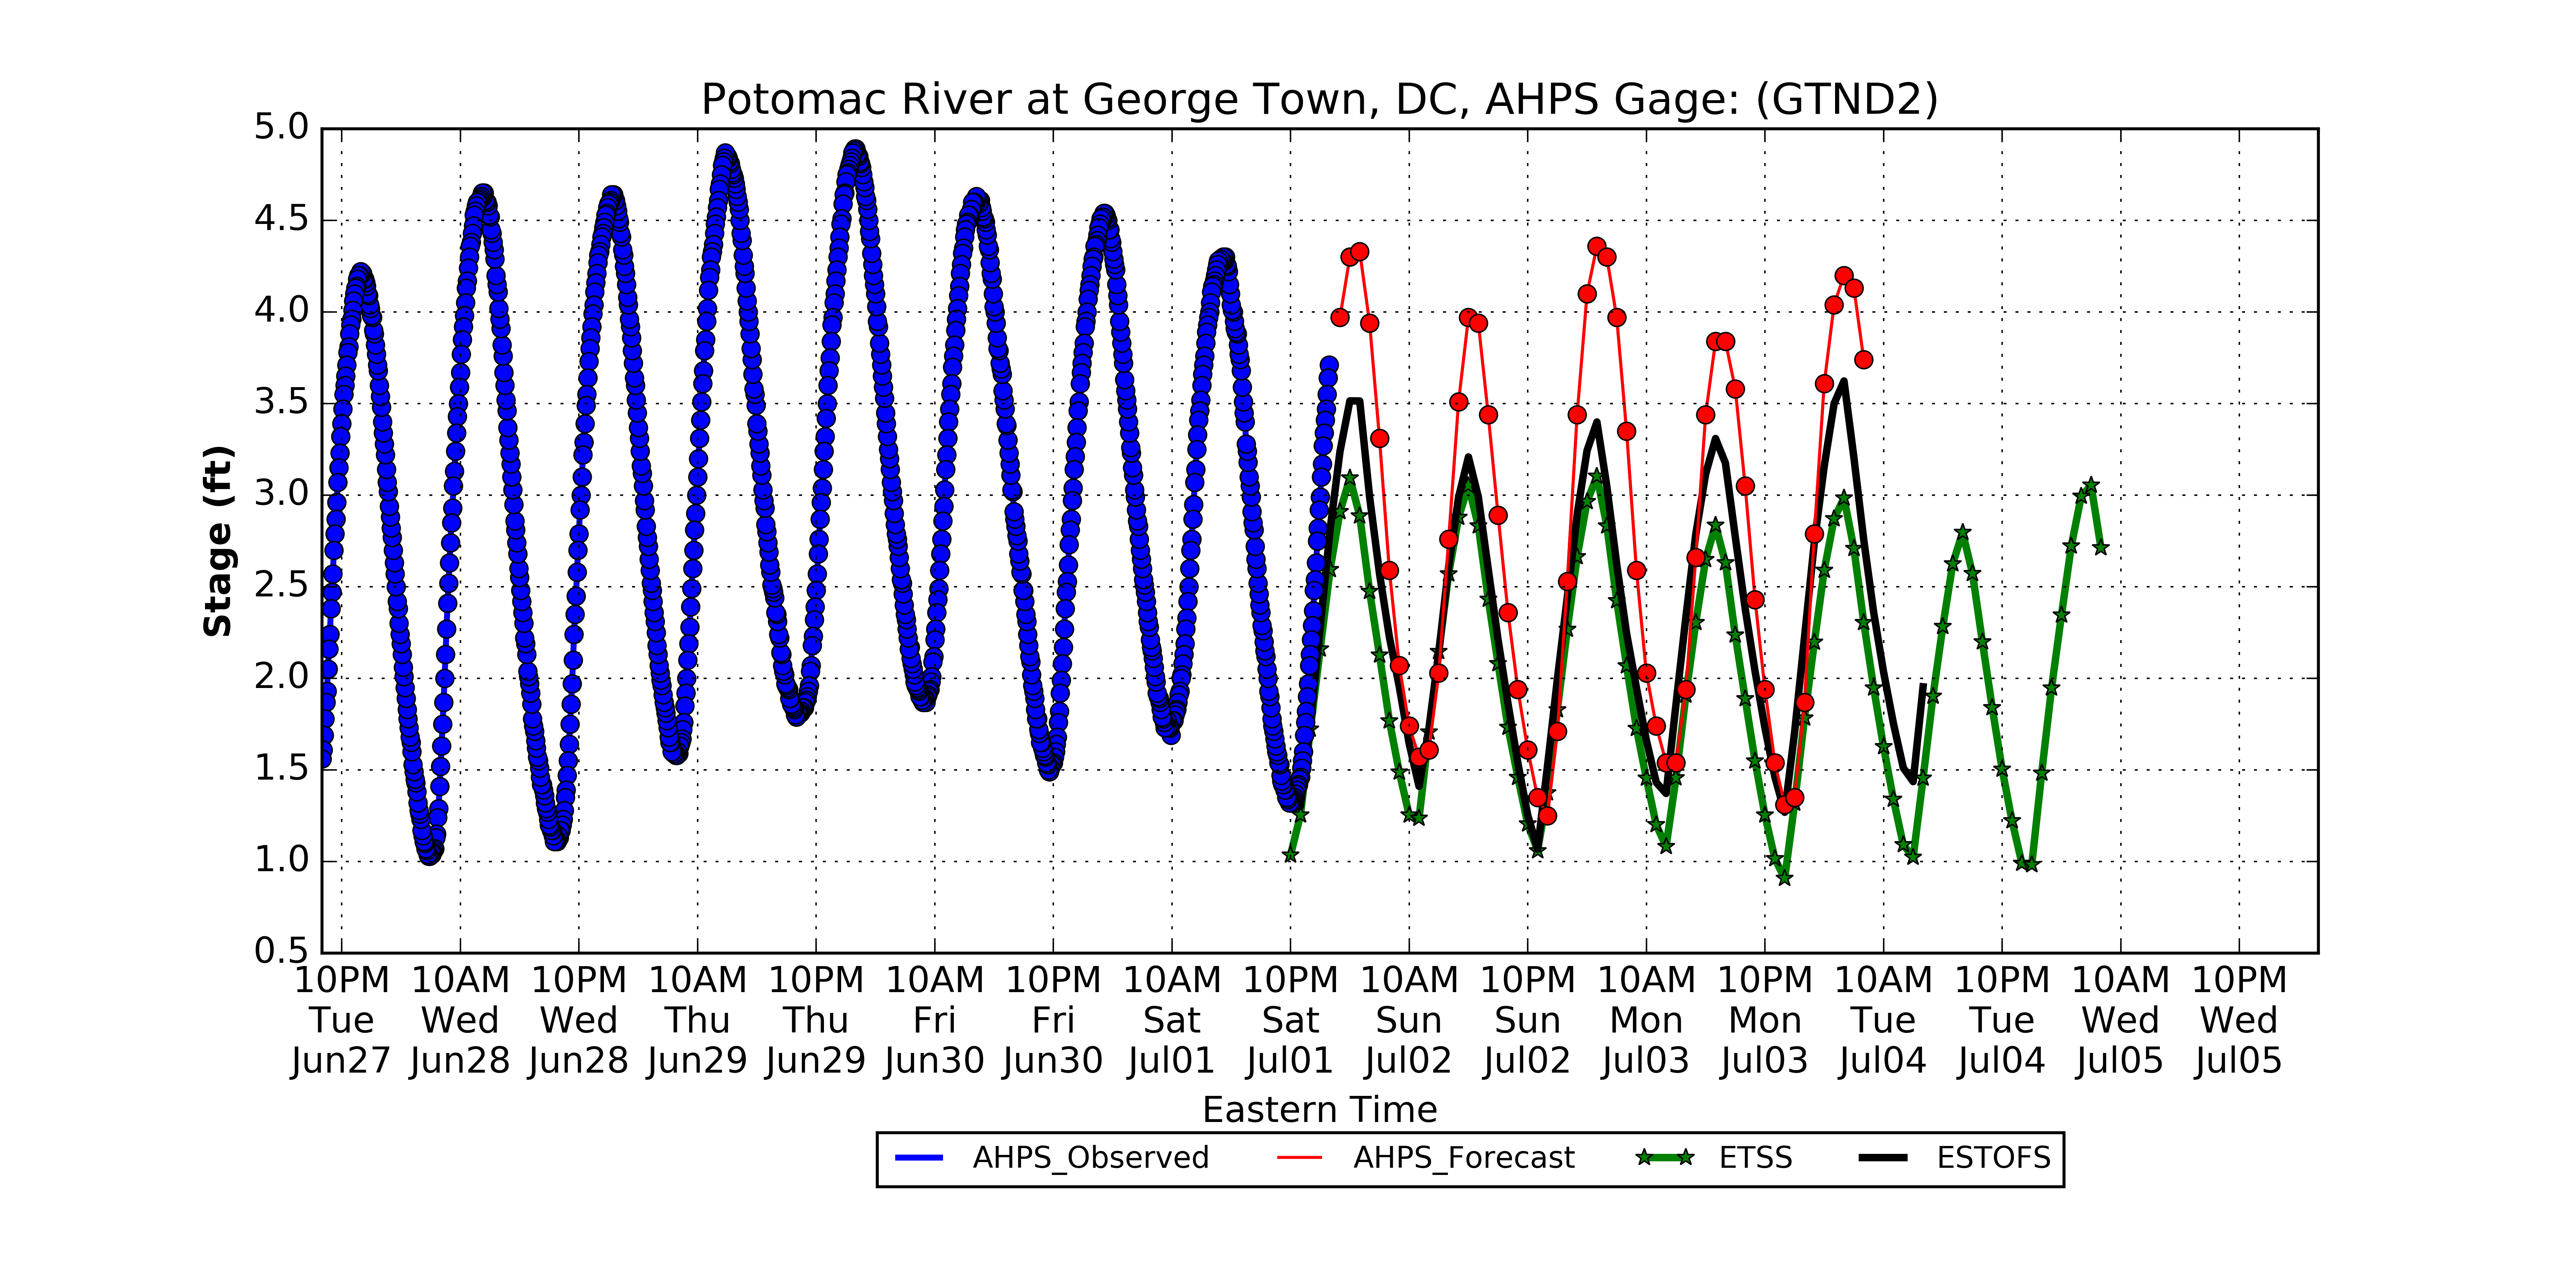 Potomac River at George Town, DC, AHPS Gage: (GTND2)
5.0
4.5
4.0
3.5
3.0
2.5
2.0
1.5
1.0
0.5
Stage (ft)
10PM 10AM 10PM 10AM 10PM 10AM 10PM 10AM 10PM 10AM 10PM 10AM 10PM 10AM 10PM 10AM 10PM
Tue Wed Wed Thu Thu Fri Fri Sat Sat Sun Sun Mon Mon Tue Tue Wed Wed
Jun27 Jun28 Jun28 Jun29 Jun29 Jun30 Jun30 Jul01 Jul01 Jul02 Jul02 Jul03 Jul03 Jul04 Jul04 Jul05 Jul05
Eastern Time
AHPS_Observed AHPS_Forecast ETSS ESTOFS